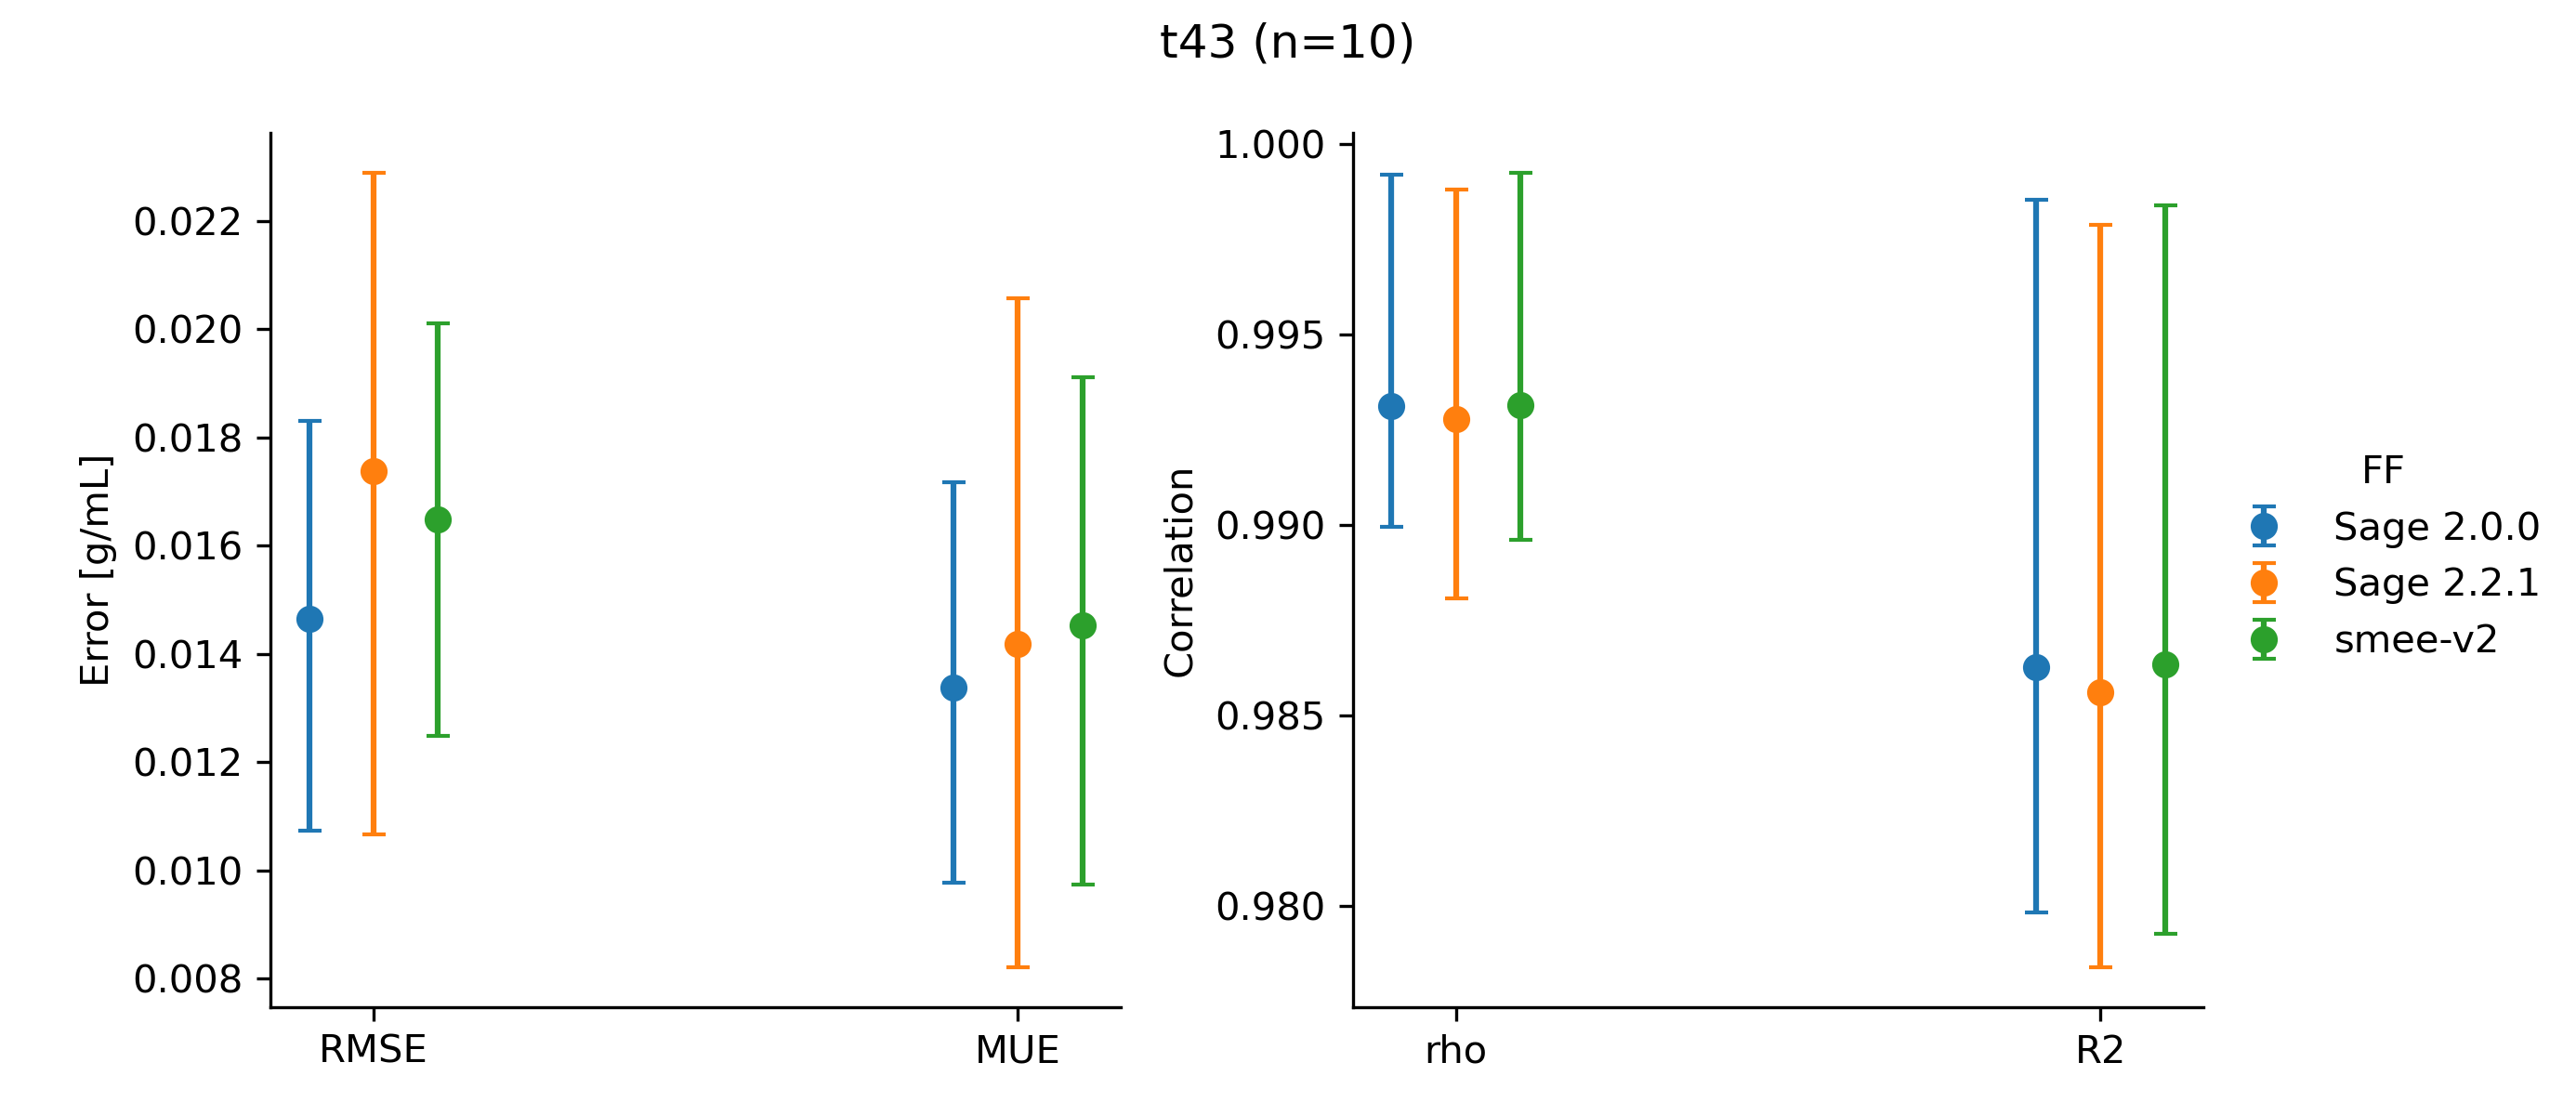 t43 (n=10)
Error [g/mL]
0.022
0.020
0.018
0.016
0.014
0.012
0.010
0.008
RMSE
MUE
Correlation
1.000
0.995
0.990
0.985
0.980
rho
R2
FF
Sage 2.0.0
Sage 2.2.1
smee-v2